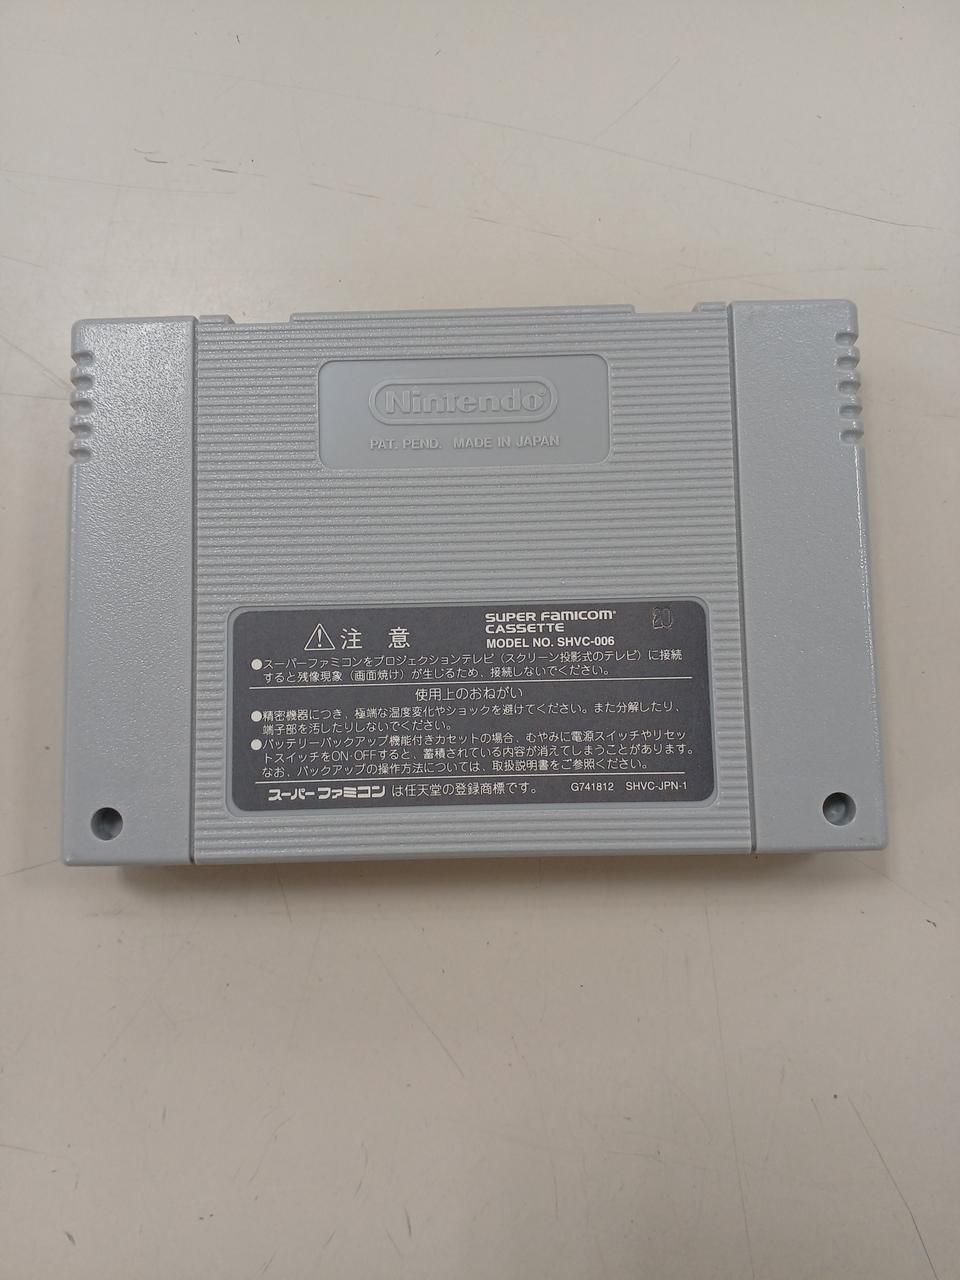 Nintendo
PAT. PEND. MADE IN JAPAN
⚠注意
SUPER FAMICOM
CASSETTE
MODEL NO. SHVC-006
20
●スーパーファミコンをプロジェクションテレビ（スクリーン投影式のテレビ）に接続
すると残像現象（画面焼け）が生じるため、接続しないでください。
使用上のおねがい
●精密機器につき、極端な温度変化やショックを避けてください。また分解したり、
端子部を汚したりしないでください。
●バッテリーバックアップ機能付きカセットの場合、むやみに電源スイッチやリセッ
トスイッチをON・OFFすると、蓄積されている内容が消えてしまうことがあります。
なお、バックアップの操作方法については、取扱説明書をご参照ください。
スーパーファミコンは任天堂の登録商標です。 G741812 SHVC-JPN-1